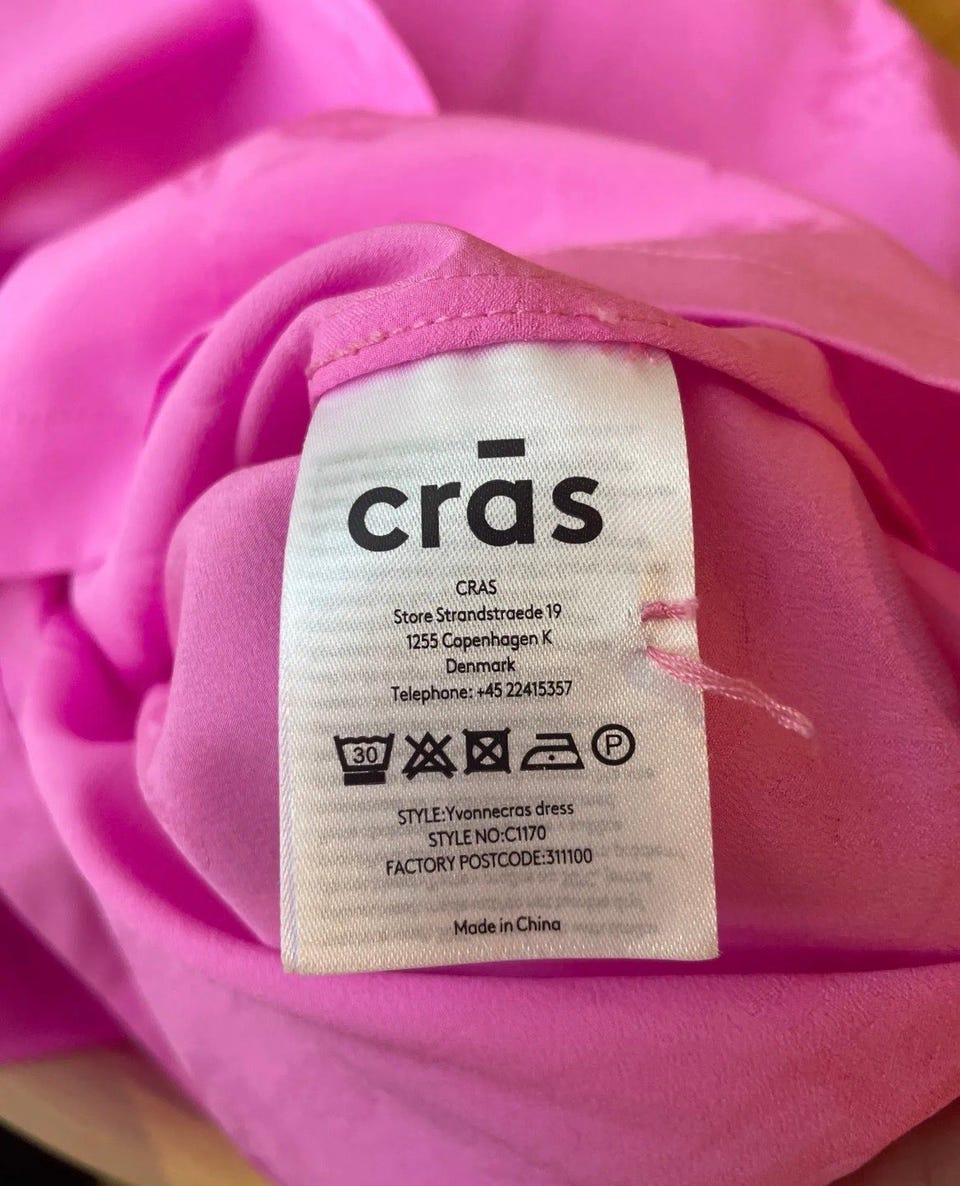 crās
CRAS
Store Strandstraede 19
1255 Copenhagen K
Denmark
Telephone: +45 22415357
30 P
STYLE:Yvonnecras dress
STYLE NO:C1170
FACTORY POSTCODE:311100
Made in China